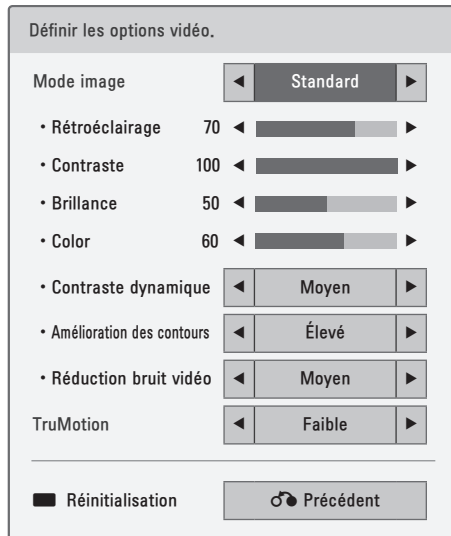 Définir les options vidéo.
Mode image Standard
• Rétroéclairage 70
• Contraste 100
• Brillance 50
• Color 60
• Contraste dynamique Moyen
• Amélioration des contours Élevé
• Réduction bruit vidéo Moyen
TruMotion Faible
Réinitialisation Précédent